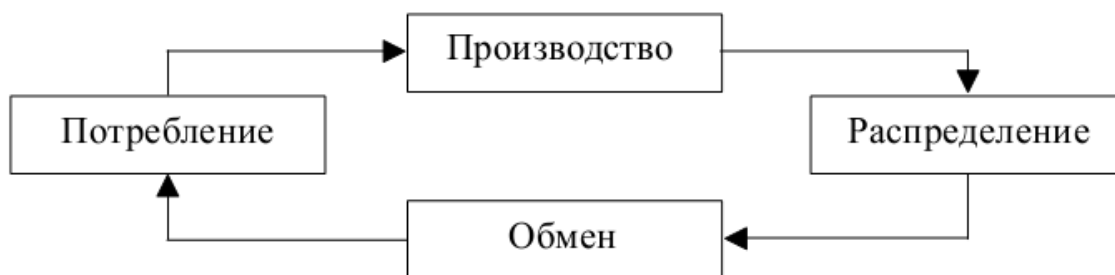 Производство
Потребление
Распределение
Обмен